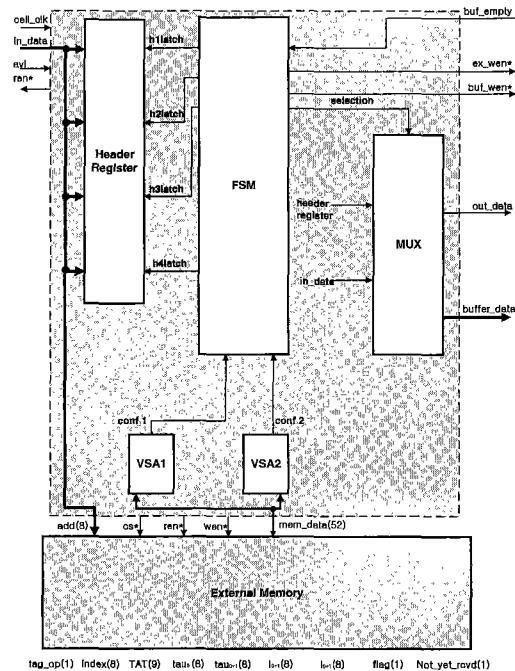 cell_clk
in_data
avl
ren*
buf_empty
ex_wen*
buf_wen*
h1latch
h2latch
h3latch
h4latch
selection
Header
Register
FSM
MUX
header
register
in_data
out_data
buffer_data
conf.1
conf.2
VSA1
VSA2
add(8)
cs*
ren*
wen*
mem_data(52)
External Memory
tag_op(1) Index(8) TAT(9) flag(1) Not_yet_rcvd(1)